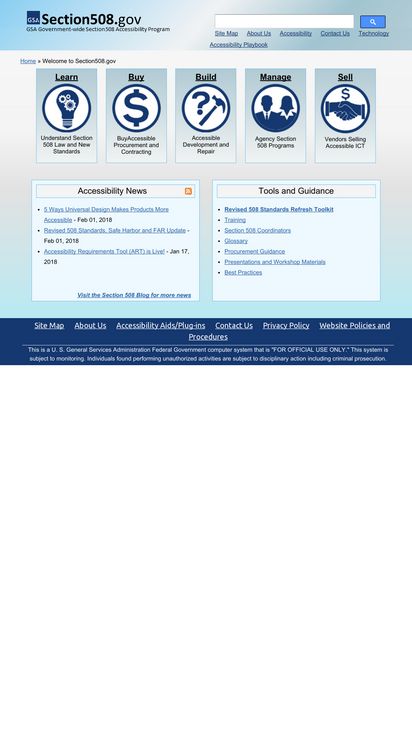 GSA Section508.gov
GSA Government-wide Section 508 Accessibility Program
Site Map About Us Accessibility Contact Us Technology
Accessibility Playbook
Home » Welcome to Section508.gov
Learn
Understand Section
508 Law and New
Standards
Buy
BuyAccessible
Procurement and
Contracting
Build
Accessible
Development and
Repair
Manage
Agency Section
508 Programs
Sell
Vendors Selling
Accessible ICT
Accessibility News
5 Ways Universal Design Makes Products More
Accessible - Feb 01, 2018
Revised 508 Standards, Safe Harbor and FAR Update -
Feb 01, 2018
Accessibility Requirements Tool (ART) is Live! - Jan 17,
2018
Visit the Section 508 Blog for more news
Tools and Guidance
Revised 508 Standards Refresh Toolkit
Training
Section 508 Coordinators
Glossary
Procurement Guidance
Presentations and Workshop Materials
Best Practices
Site Map About Us Accessibility Aids/Plug-ins Contact Us Privacy Policy Website Policies and
Procedures
This is a U. S. General Services Administration Federal Government computer system that is "FOR OFFICIAL USE ONLY." This system is
subject to monitoring. Individuals found performing unauthorized activities are subject to disciplinary action including criminal prosecution.